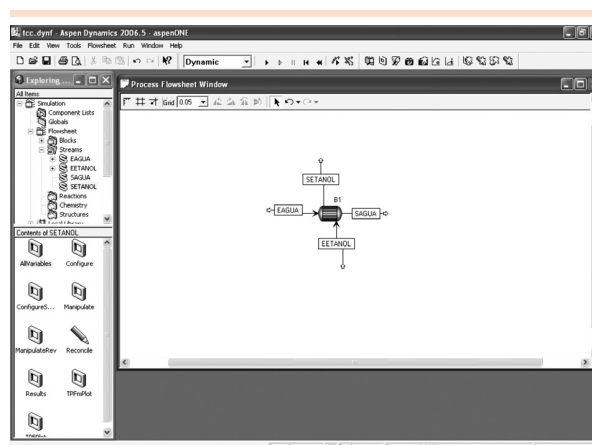 tcc.dynf - Aspen Dynamics 2006.5 - aspenONE
File Edit View Tools Flowsheet Run Window Help
Dynamic
Exploring ...
All Items
Simulation
Component Lists
Globals
Flowsheet
Blocks
Streams
EAGUA
EETANOL
SAGUA
SETANOL
Reactions
Chemistry
Structures
Contents of SETANOL
AllVariables Configure
ConfigureS... Manipulate
ManipulateRev Reconcile
Results TPFmPlot
Process Flowsheet Window
Grid 0.05
SETANOL
B1
EAGUA SAGUA
EETANOL